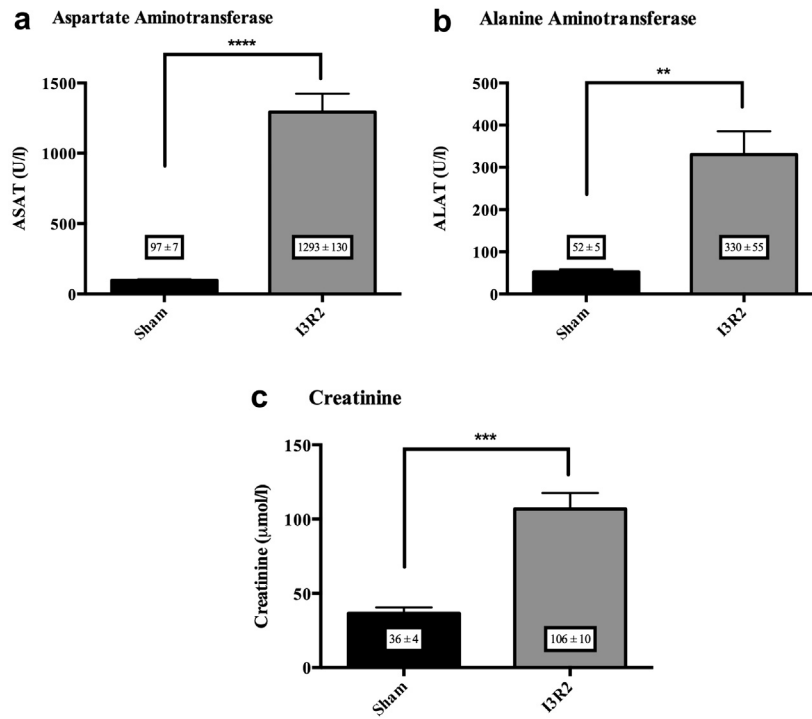 a Aspartate Aminotransferase
****
1500
1000
500
0
ASAT (U/l)
97 ± 7
1293 ± 130
Sham
I3R2
b Alanine Aminotransferase
**
500
400
300
200
100
0
ALAT (U/l)
52 ± 5
330 ± 55
Sham
I3R2
c Creatinine
***
150
100
50
0
Creatinine (μmol/l)
36 ± 4
106 ± 10
Sham
I3R2